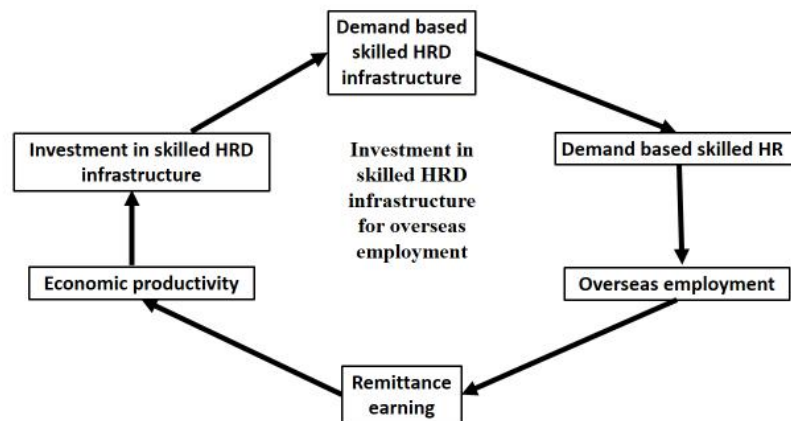 Demand based
skilled HRD
infrastructure
Investment in skilled HRD
infrastructure
Investment in
skilled HRD
infrastructure
for overseas
employment
Demand based skilled HR
Economic productivity
Overseas employment
Remittance
earning